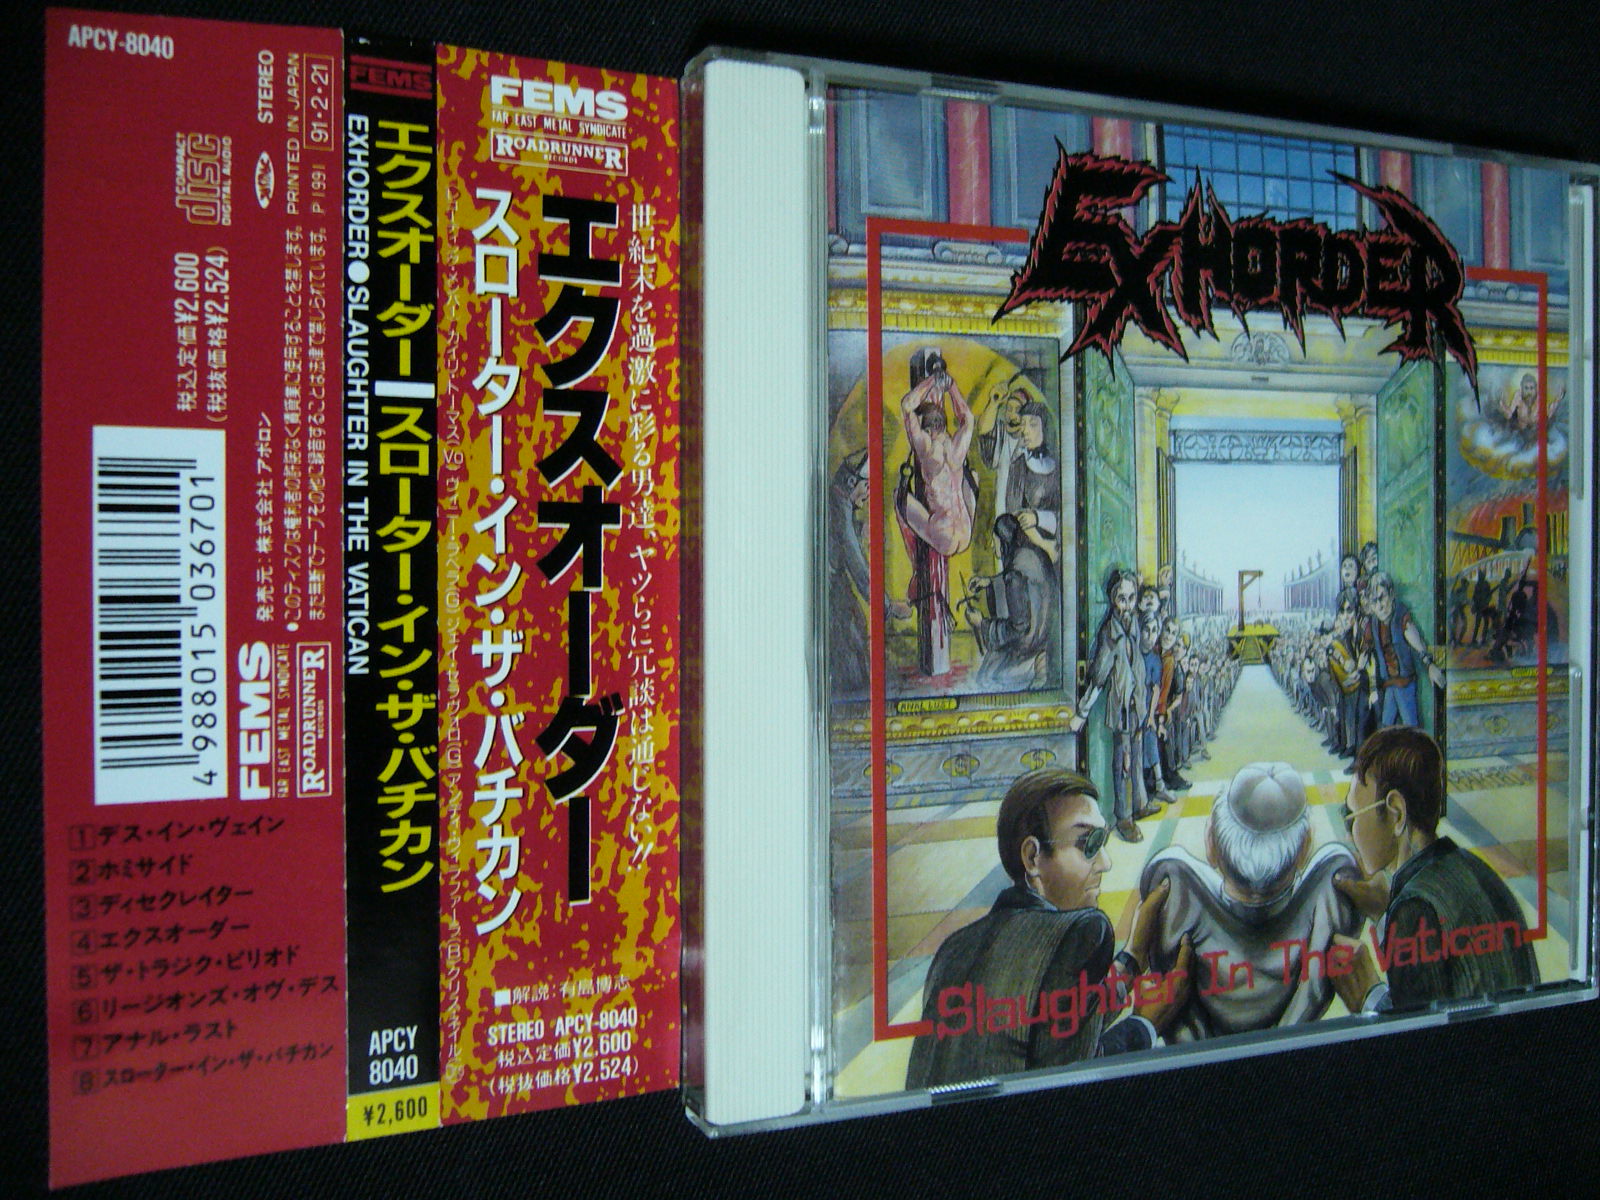 APCY-8040
COMPACT
disc
DIGITAL AUDIO
STEREO
税込定価¥2,600
(税抜価格¥2,524)
PRINTED IN JAPAN
P 1991
91・2・21
発売元:株式会社 アポロン
4 988015 036701
FEMS
FAR EAST METAL SYNDICATE
ROADRUNNER
RECORDS
1 デス・イン・ヴェイン
2 ホミサイド
3 ディセクレイター
4 エクスオーダー
5 ザ・トラジク・ピリオド
6 リージオンズ・オヴ・デス
7 アナル・ラスト
8 スローター・イン・ザ・バチカン
FEMS
エクスオーダー スローター・イン・ザ・バチカン
EXHORDER●SLAUGHTER IN THE VATICAN
APCY
8040
¥2,600
FEMS
FAR EAST METAL SYNDICATE
ROADRUNNER
RECORDS
世紀末を過激に彩る男達、ヤツらに冗談は通じない!!
エクスオーダー
スローター・イン・ザ・バチカン
■解説:有島博志
STEREO APCY-8040
税込定価¥2,600
(税抜価格¥2,524)
EXHORDER
ANAL LUST
Slaughter In The Vatican